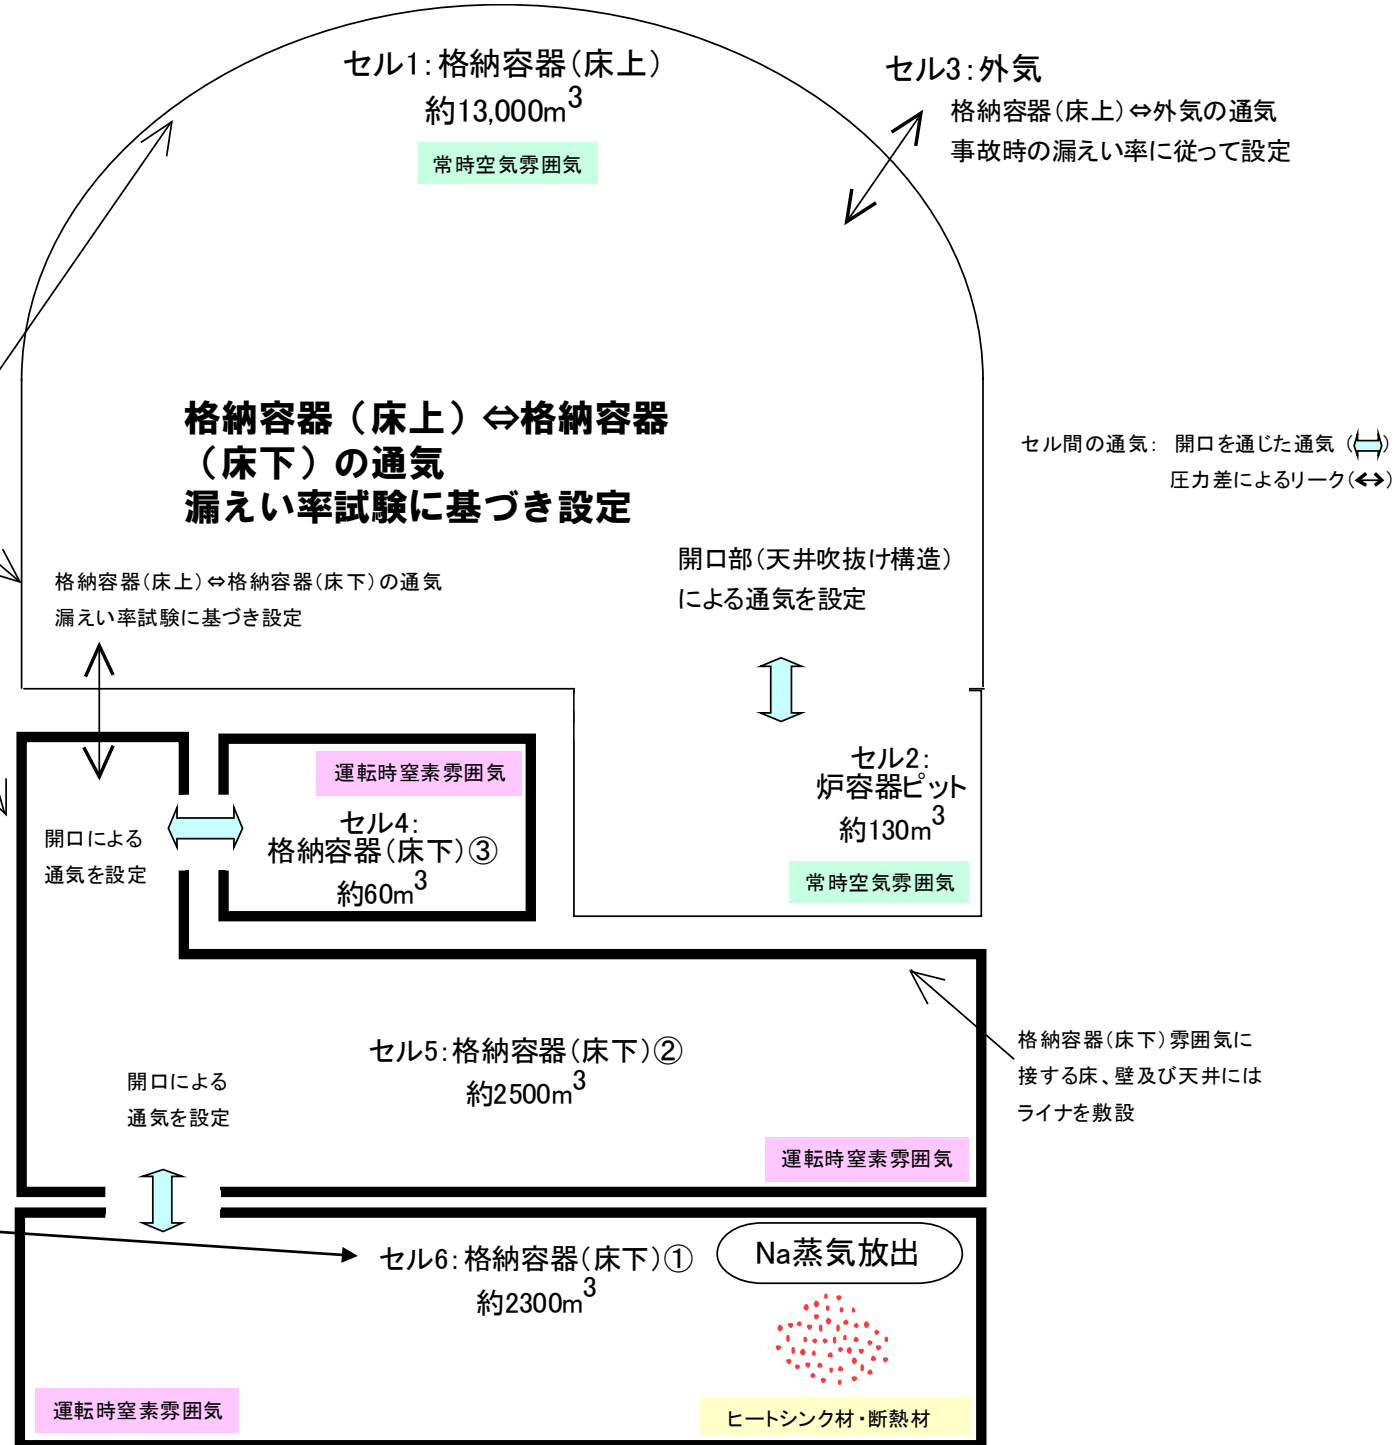 セル1：格納容器（床上）
約13,000m3
常時空気雰囲気
セル3：外気
格納容器（床上）⇔外気の通気
事故時の漏えい率に従って設定
格納容器（床上）⇔格納容器
（床下）の通気
漏えい率試験に基づき設定
セル間の通気： 開口を通じた通気（⇔）
圧力差によるリーク（↔）
格納容器（床上）⇔格納容器（床下）の通気
漏えい率試験に基づき設定
開口部（天井吹抜け構造）
による通気を設定
運転時窒素雰囲気
セル4：
格納容器（床下）③
約60m3
開口による
通気を設定
セル2：
炉容器ピット
約130m3
常時空気雰囲気
セル5：格納容器（床下）②
約2500m3
開口による
通気を設定
運転時窒素雰囲気
格納容器（床下）雰囲気に
接する床、壁及び天井には
ライナを敷設
セル6：格納容器（床下）①
約2300m3
Na蒸気放出
運転時窒素雰囲気
ヒートシンク材・断熱材